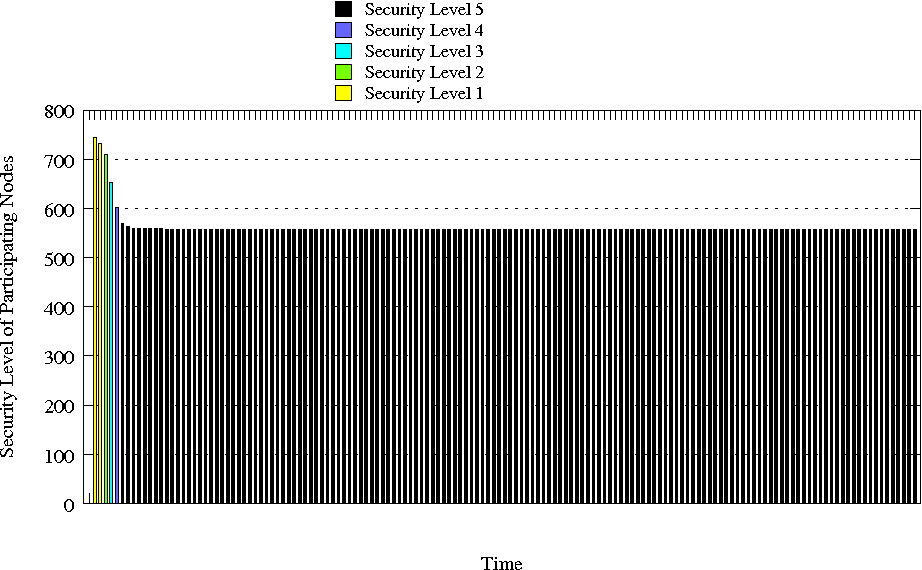 Security Level 5
Security Level 4
Security Level 3
Security Level 2
Security Level 1
800
700
600
500
400
300
200
100
0
Security Level of Participating Nodes
Time